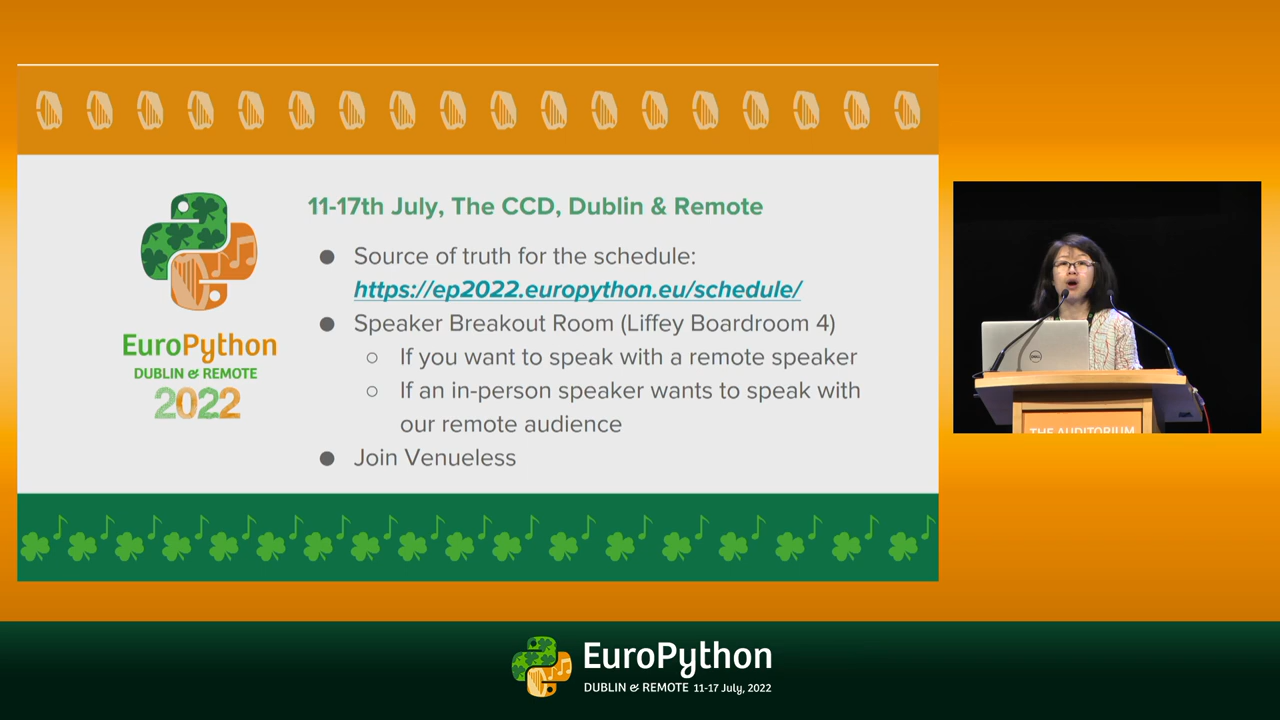 11-17th July, The CCD, Dublin & Remote
● Source of truth for the schedule:
https://ep2022.europython.eu/schedule/
● Speaker Breakout Room (Liffey Boardroom 4)
○ If you want to speak with a remote speaker
○ If an in-person speaker wants to speak with
our remote audience
● Join Venueless
EuroPython
DUBLIN & REMOTE
2022
THE AUDITORIUM
EuroPython
DUBLIN & REMOTE 11-17 July, 2022